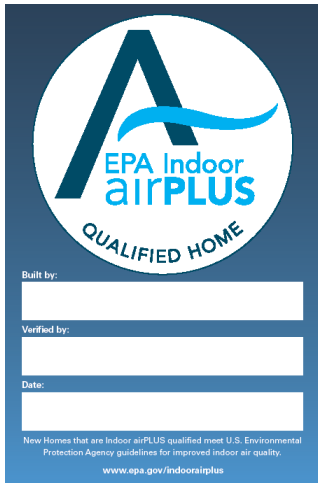 EPA Indoor
airPLUS
QUALIFIED HOME
Built by:
Verified by:
Date:
New Homes that are Indoor airPLUS qualified meet U.S. Environmental
Protection Agency guidelines for improved indoor air quality.
www.epa.gov/indoorairplus